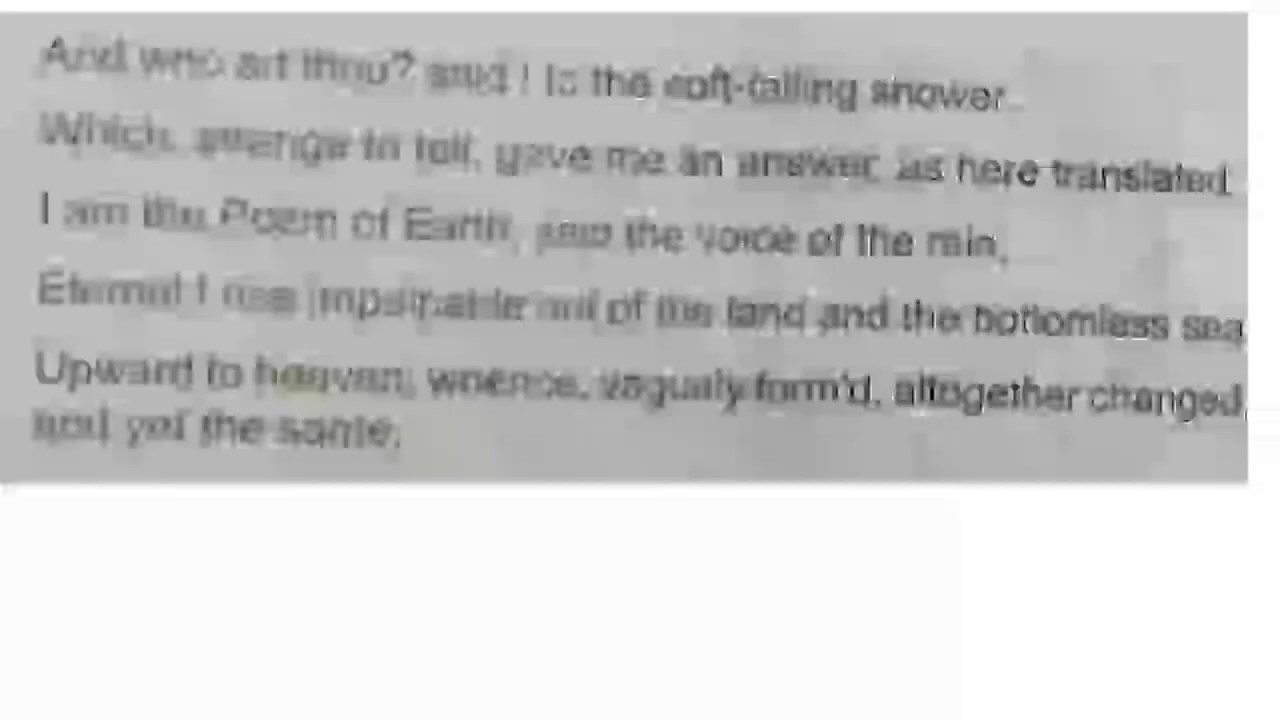 And who art thou? said I to the soft-falling shower.
Which, strange to tell, gave me an answer, as here translated
I am the Poem of Earth, said the voice of the rain,
Eternal I rise impalpable out of the land and the bottomless sea
Upward to heaven, whence, vaguely form'd, altogether changed,
and yet the same,